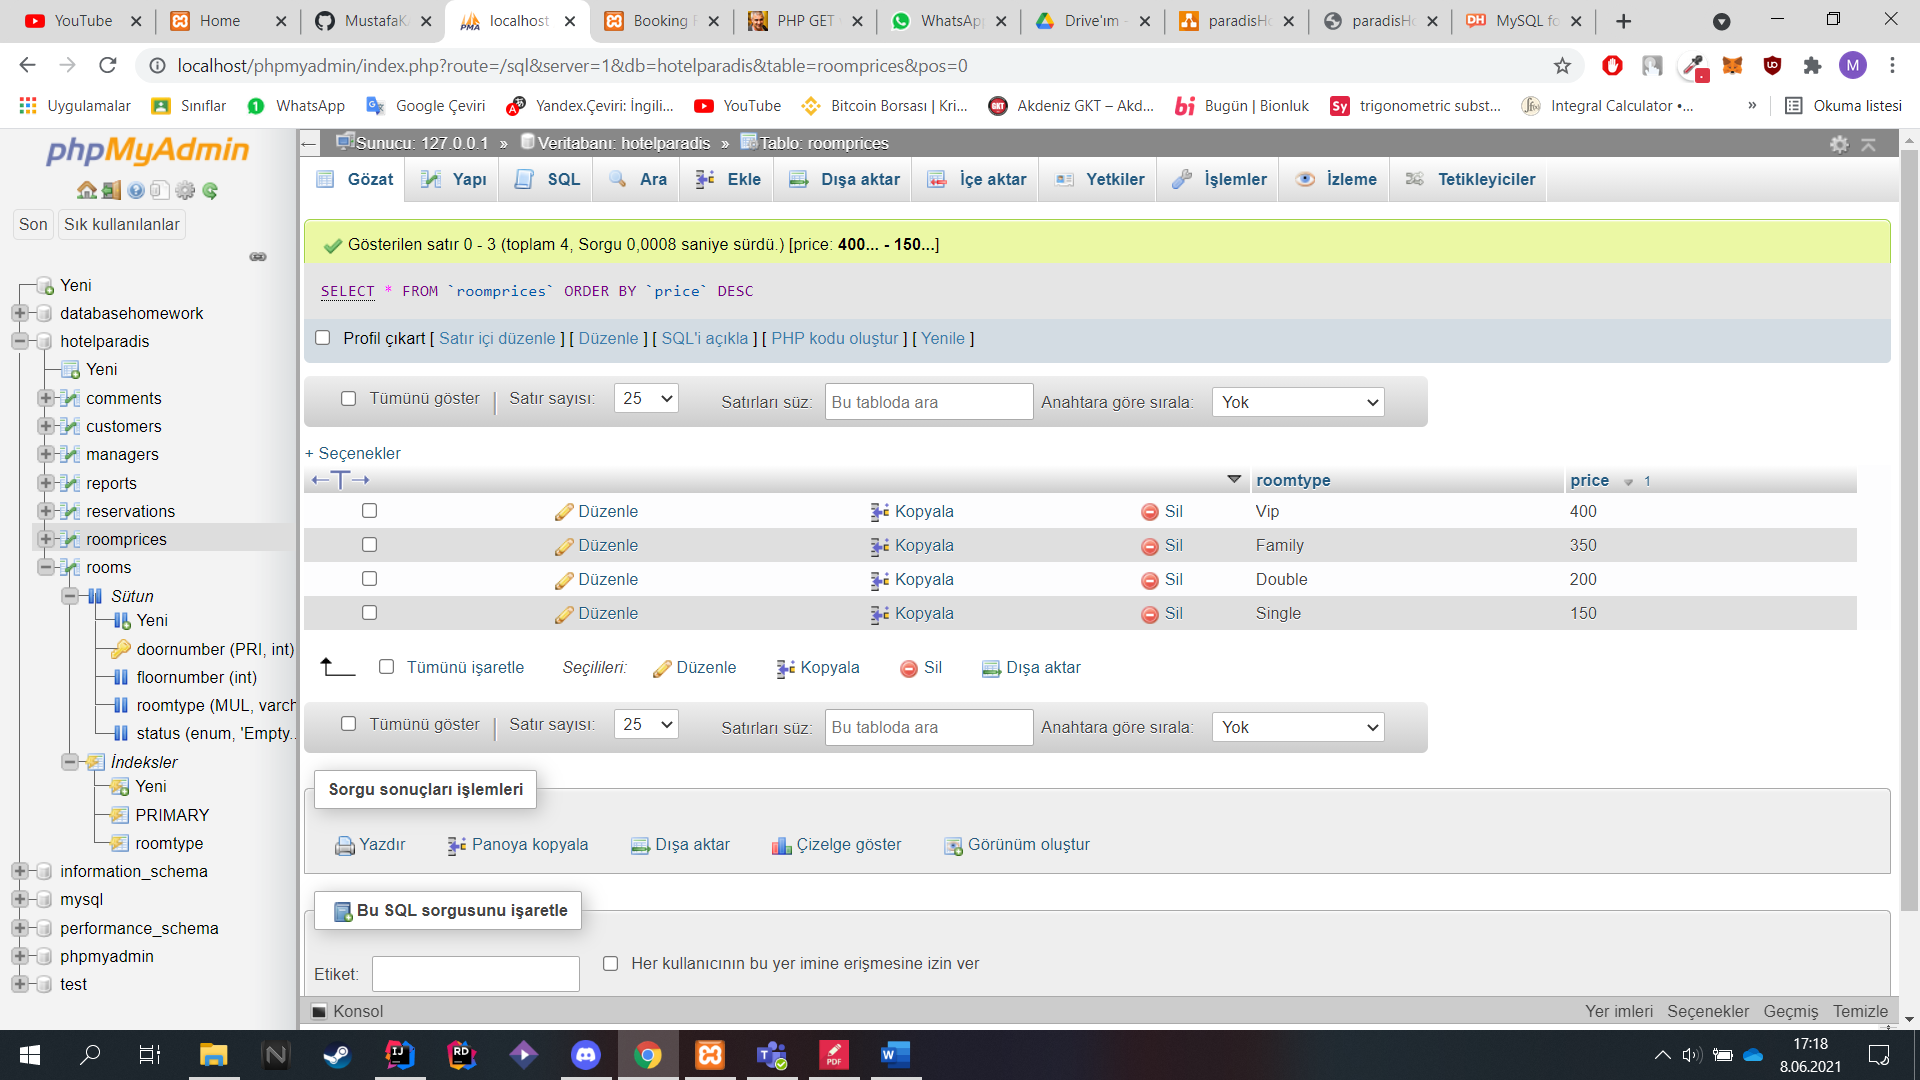 YouTube
Home
MustafaKA
localhost
Booking F
PHP GET
WhatsApp
Drive'ım -
paradisHo
paradisHo
MySQL fo
localhost/phpmyadmin/index.php?route=/sql&server=1&db=hotelparadis&table=roomprices&pos=0
M
Uygulamalar
Sınıflar
WhatsApp
Google Çeviri
Yandex.Çeviri: İngili...
YouTube
Bitcoin Borsası | Kri...
Akdeniz GKT – Akd...
Bugün | Bionluk
trigonometric subst...
Integral Calculator •...
»
Okuma listesi
phpMyAdmin
Son
Sık kullanılanlar
Yeni
databasehomework
hotelparadis
Yeni
comments
customers
managers
reports
reservations
roomprices
rooms
Sütun
Yeni
doornumber (PRI, int)
floornumber (int)
roomtype (MUL, varch
status (enum, 'Empty..
İndeksler
Yeni
PRIMARY
roomtype
information_schema
mysql
performance_schema
phpmyadmin
test
Sunucu: 127.0.0.1 » Veritabanı: hotelparadis » Tablo: roomprices
Gözat
Yapı
SQL
Ara
Ekle
Dışa aktar
İçe aktar
Yetkiler
İşlemler
İzleme
Tetikleyiciler
Gösterilen satır 0 - 3 (toplam 4, Sorgu 0,0008 saniye sürdü.) [price: 400... - 150...]
SELECT * FROM `roomprices` ORDER BY `price` DESC
Profil çıkart [ Satır içi düzenle ] [ Düzenle ] [ SQL'i açıkla ] [ PHP kodu oluştur ] [ Yenile ]
Tümünü göster | Satır sayısı: 25 Satırları süz: Bu tabloda ara Anahtara göre sırala: Yok
+ Seçenekler
←T→ roomtype price 1
Düzenle Kopyala Sil Vip 400
Düzenle Kopyala Sil Family 350
Düzenle Kopyala Sil Double 200
Düzenle Kopyala Sil Single 150
Tümünü işaretle Seçilileri: Düzenle Kopyala Sil Dışa aktar
Tümünü göster | Satır sayısı: 25 Satırları süz: Bu tabloda ara Anahtara göre sırala: Yok
Sorgu sonuçları işlemleri
Yazdır Panoya kopyala Dışa aktar Çizelge göster Görünüm oluştur
Bu SQL sorgusunu işaretle
Etiket: Her kullanıcının bu yer imine erişmesine izin ver
Konsol
Yer imleri Seçenekler Geçmiş Temizle
17:18
8.06.2021